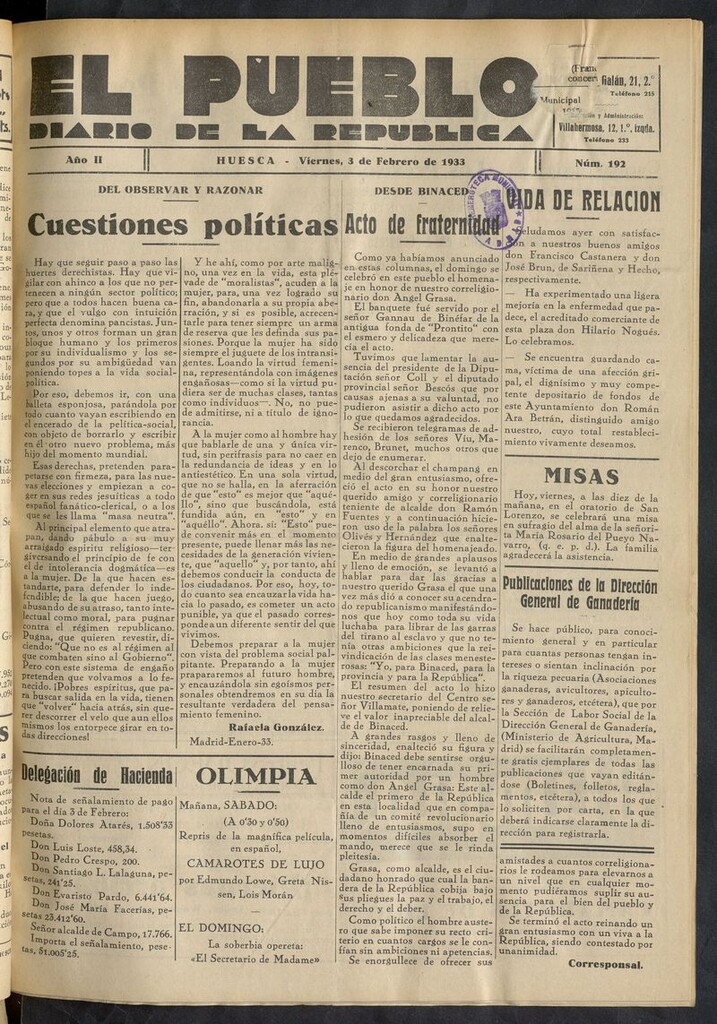 EL PUEBLO
DIARIO DE LA REPUBLICA
Galán, 21, 2.º
Teléfono 215
Municipal
Villahermosa, 12, 1.º, izqda.
Teléfono 233
Año II
HUESCA - Viernes, 3 de Febrero de 1933
Núm. 192
DEL OBSERVAR Y RAZONAR
Cuestiones políticas
Hay que seguir paso a paso las
huertes derechistas. Hay que vi-
gilar con ahinco a los que no per-
tenecen a ningún sector político;
pero que a todos hacen buena ca-
ra, y que el vulgo con intuición
perfecta denomina pancistas. Jun-
tos, unos y otros forman un gran
bloque humano y los primeros
por su individualismo y los se-
gundos por su ambigüedad van
poniendo topes a la vida social-
política.
Por eso, debemos ir, con una
balleta esponjosa, parándola por
todo cuanto vayan escribiendo en
el encerado de la política-social,
con objeto de borrarlo y escribir
en él otro nuevo problema, más
hijo del momento mundial.
Esas derechas, pretenden para-
petarse con firmeza, para las nue-
vas elecciones y empiezan a co-
ger en sus redes jesuíticas a todo
español fanático-clerical, o a los
que se les llama "masa neutra".
Al principal elemento que atra-
pan, dando pábulo a su muy
arraigado espíritu religioso—ter-
giversando el principio de fe con
el de intolerancia dogmática—es
a la mujer. De la que hacen es-
tandarte, para defender lo inde-
fendible; de la que hacen juego,
abusando de su atraso, tanto inte-
lectual como moral, para pugnar
contra el régimen republicano.
Pugna, que quieren revestir, di-
ciendo: "Que no es al régimen al
que combaten sino al Gobierno".
Pero con este sistema de engaño
pretenden que volvamos a lo fe-
necido. Pobres espíritus, que pa-
ra buscar salida en la vida, tienen
que "volver" hacia atrás, sin que-
rer descorrer el velo que aun ellos
mismos los entorpece girar en to-
das direcciones!
Y he ahí, como por arte malig-
no, una vez en la vida, esta plé-
vade de "moralistas", acuden a la
mujer, para, una vez logrado su
fin, abandonarla a su propia aberra-
ción, y si es posible, acrecen-
tarle para tener siempre un arma
de reserva que les definda sus pa-
siones. Porque la mujer ha sido
siempre el juguete de los intransi-
gentes. Loando la virtud femeni-
na, representándola con imágenes
engañosas—como si la virtud pu-
diera ser de muchas clases, tantas
como individuos—. No, no pue-
de admitirse, ni a título de igno-
rancia.
A la mujer como al hombre hay
que bablarle de una y única vir-
tud, sin perífrasis para no caer en
la redundancia de ideas y en lo
antiestético. En una sola virtud,
que no se halla, en la aferración
de que "esto" es mejor que "aqué-
llo", sino que buscándola, está
fundida aún, en "esto" y en
"aquéllo". Ahora. sí: "Esto" pue-
de convenir más en el momento
presente, puede llenar más las ne-
cesidades de la generación vivien-
te, que "aquello" y, por tanto, ahí
debemos conducir la conducta de
los ciudadanos. Por eso, hoy, to-
do cuanto sea encauzar la vida ha-
cia lo pasado, es cometer un acto
punible, ya que el pasado corres-
ponde a un diferente sentir del que
vivimos.
Debemos preparar a la mujer
con vista del problema social pal-
pitante. Preparando a la mujer
prepararemos al futuro hombre,
y encauzándola sin egoísmos per-
sonales obtendremos en su día la
resultante verdadera del pensa-
miento femenino.
Rafaela González.
Madrid-Enero-33.
Delegación de Hacienda
Nota de señalamiento de pago
para el día 3 de Febrero:
Doña Dolores Atarés, 1.508'33
pesetas.
Don Luis Loste, 458,34.
Don Pedro Crespo, 200.
Don Santiago L. Lalaguna, pe-
setas, 241'25.
Don Evaristo Pardo, 6.441'64.
Don José María Facerías, pe-
setas 23.412'60.
Señor alcalde de Campo, 17.766.
Importa el señalamiento, pese-
tas, 51.005'25.
OLIMPIA
Mañana, SABADO:
(A 6'30 y 6'50)
Repris de la magnífica película,
en español,
CAMAROTES DE LUJO
por Edmundo Lowe, Greta Nis-
sen, Lois Morán
EL DOMINGO:
La soberbia opereta:
«El Secretario de Madame»
DESDE BINACED
Acto de fraternidad
Como ya habíamos anunciado
en estas columnas, el domingo se
celebró en este pueblo el homena-
je en honor de nuestro correligio-
nario don Angel Grasa.
El banquete fué servido por el
señor Gannau de Binéfar de la
antigua fonda de "Prontito" con
el esmero y delicadeza que mere-
cía el acto.
Tuvimos que lamentar la au-
sencia del presidente de la Dipu-
tación señor Coll y el diputado
provincial señor Bescós que por
causas ajenas a su valuntad, no
pudieron asistir a dicho acto por
lo que quedamos agradecidos.
Se recibieron telegramas de ad-
hesión de los señores Viu, Ma-
renco, Brunet, muchos otros que
dejo de enumerar.
Al descorchar el champang en
medio del gran entusiasmo, ofre-
ció el acto en su honor nuestro
querido amigo y correligionario
teniente de alcalde don Ramón
Fuentes y a continuación hicie-
ron uso de la palabra los señores
Olivés y Hernández que enalte-
cieron la figura del homenajeado.
En medio de grandes aplausos
y lleno de emoción, se levantó a
hablar para dar las gracias a
nuestro querido Grasa el que una
vez más dió a conocer su acendra-
do republicanismo manifestándo-
nos que hoy como toda su vida
luchaba para librar de las garras
del tirano al esclavo y que no te-
nía otras ambiciones que la rei-
vindicación de las clases meneste-
rosas: "Yo, para Binaced, para la
provincia y para la República".
El resumen del acto lo hizo
nuestro secretario del Centro se-
ñor Villamate, poniendo de relie-
ve el valor inapreciable del alcal-
de de Binaced.
A grandes rasgos y lleno de
sinceridad, enalteció su figura y
dijo: Binaced debe sentirse orgu-
lloso de tener encarnada su pri-
mer autoridad por un hombre
como don Angel Grasa: Este al-
calde el primero de la República
en esta localidad que en compa-
ñía de un comité revolucionario
lleno de entusiasmos, supo en
momentos difíciles absorber el
mando, merece que se le rinda
pleitesía.
Grasa, como alcalde, es el ciu-
dadano honrado que cual la ban-
dera de la República cobija bajo
sus pliegues la paz y el trabajo, el
derecho y el deber.
Como político el hombre auste-
ro que sabe imponer su recto cri-
terio en cuantos cargos se le con-
fían sin ambiciones ni apetencias.
Se enorgullece de ofrecer sus
VIDA DE RELACION
Saludamos ayer con satisfac-
ción a nuestros buenos amigos
don Francisco Castanera y don
José Brun, de Sariñena y Hecho,
respectivamente.
— Ha experimentado una ligera
mejoría en la enfermedad que pa-
dece, el acreditado comerciante de
esta plaza don Hilario Nogués.
Lo celebramos.
— Se encuentra guardando ca-
ma, víctima de una afección gri-
pal, el dignísimo y muy compe-
tente depositario de fondos de
este Ayuntamiento don Román
Ara Betrán, distinguido amigo
nuestro, cuyo total restableci-
miento vivamente deseamos.
MISAS
Hoy, viernes, a las diez de la
mañana, en el oratorio de San
Lorenzo, se celebrará una misa
en sufragio del alma de la señori-
ta María Rosario del Pueyo Na-
varro, (q. e. p. d.). La familia
agradecerá la asistencia.
Publicaciones de la Dirección
General de Ganadería
Se hace público, para conoci-
miento general y en particular
para cuantas personas tengan in-
tereses o sientan inclinación por
la riqueza pecuaria (Asociaciones
ganaderas, avicultores, apiculto-
res y ganaderos, etcétera), que por
la Sección de Labor Social de la
Dirección General de Ganadería,
(Ministerio de Agricultura, Ma-
drid) se facilitarán completamen-
te gratis ejemplares de todas las
publicaciones que vayan editán-
dose (Boletines, folletos, regla-
mentos, etcétera), a todos los que
lo soliciten por carta, en la que
deberá indicarse claramente la di-
rección para registrarla.
amistades a cuantos correligiona-
rios le rodeamos para elevarnos a
un nivel que en cualquier mo-
mento pudiéramos suplir su au-
sencia para el bien del pueblo y
de la República.
Se terminó el acto reinando un
gran entusiasmo con un viva a la
República, siendo contestado por
unanimidad.
Corresponsal.